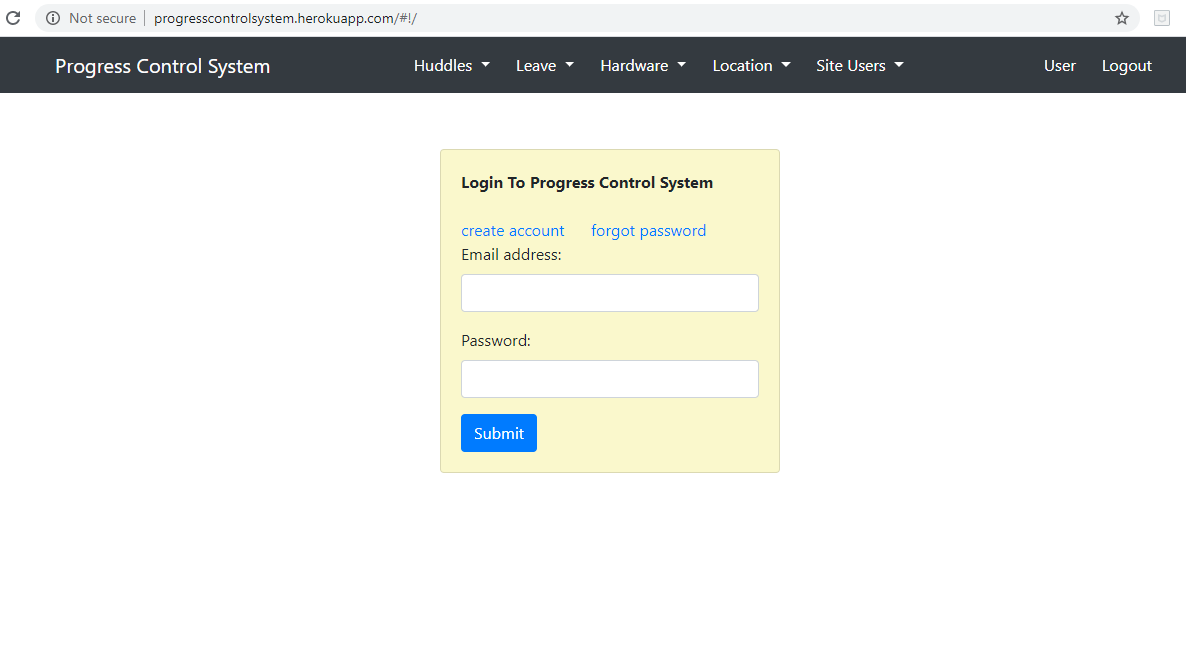 Not secure progresscontrolsystem.herokuapp.com/#!/
Progress Control System Huddles Leave Hardware Location Site Users User Logout
Login To Progress Control System
create account forgot password
Email address:
Password:
Submit